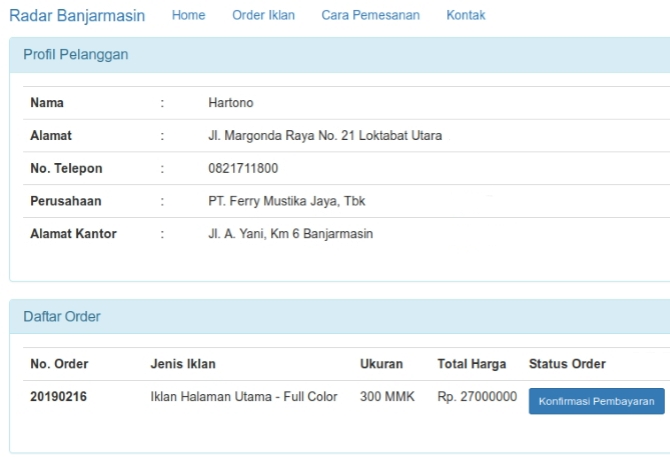 Radar Banjarmasin Home Order Iklan Cara Pemesanan Kontak
Profil Pelanggan
Nama : Hartono
Alamat : Jl. Margonda Raya No. 21 Loktabat Utara
No. Telepon : 0821711800
Perusahaan : PT. Ferry Mustika Jaya, Tbk
Alamat Kantor : Jl. A. Yani, Km 6 Banjarmasin
Daftar Order
No. Order Jenis Iklan Ukuran Total Harga Status Order
20190216 Iklan Halaman Utama - Full Color 300 MMK Rp. 27000000 Konfirmasi Pembayaran